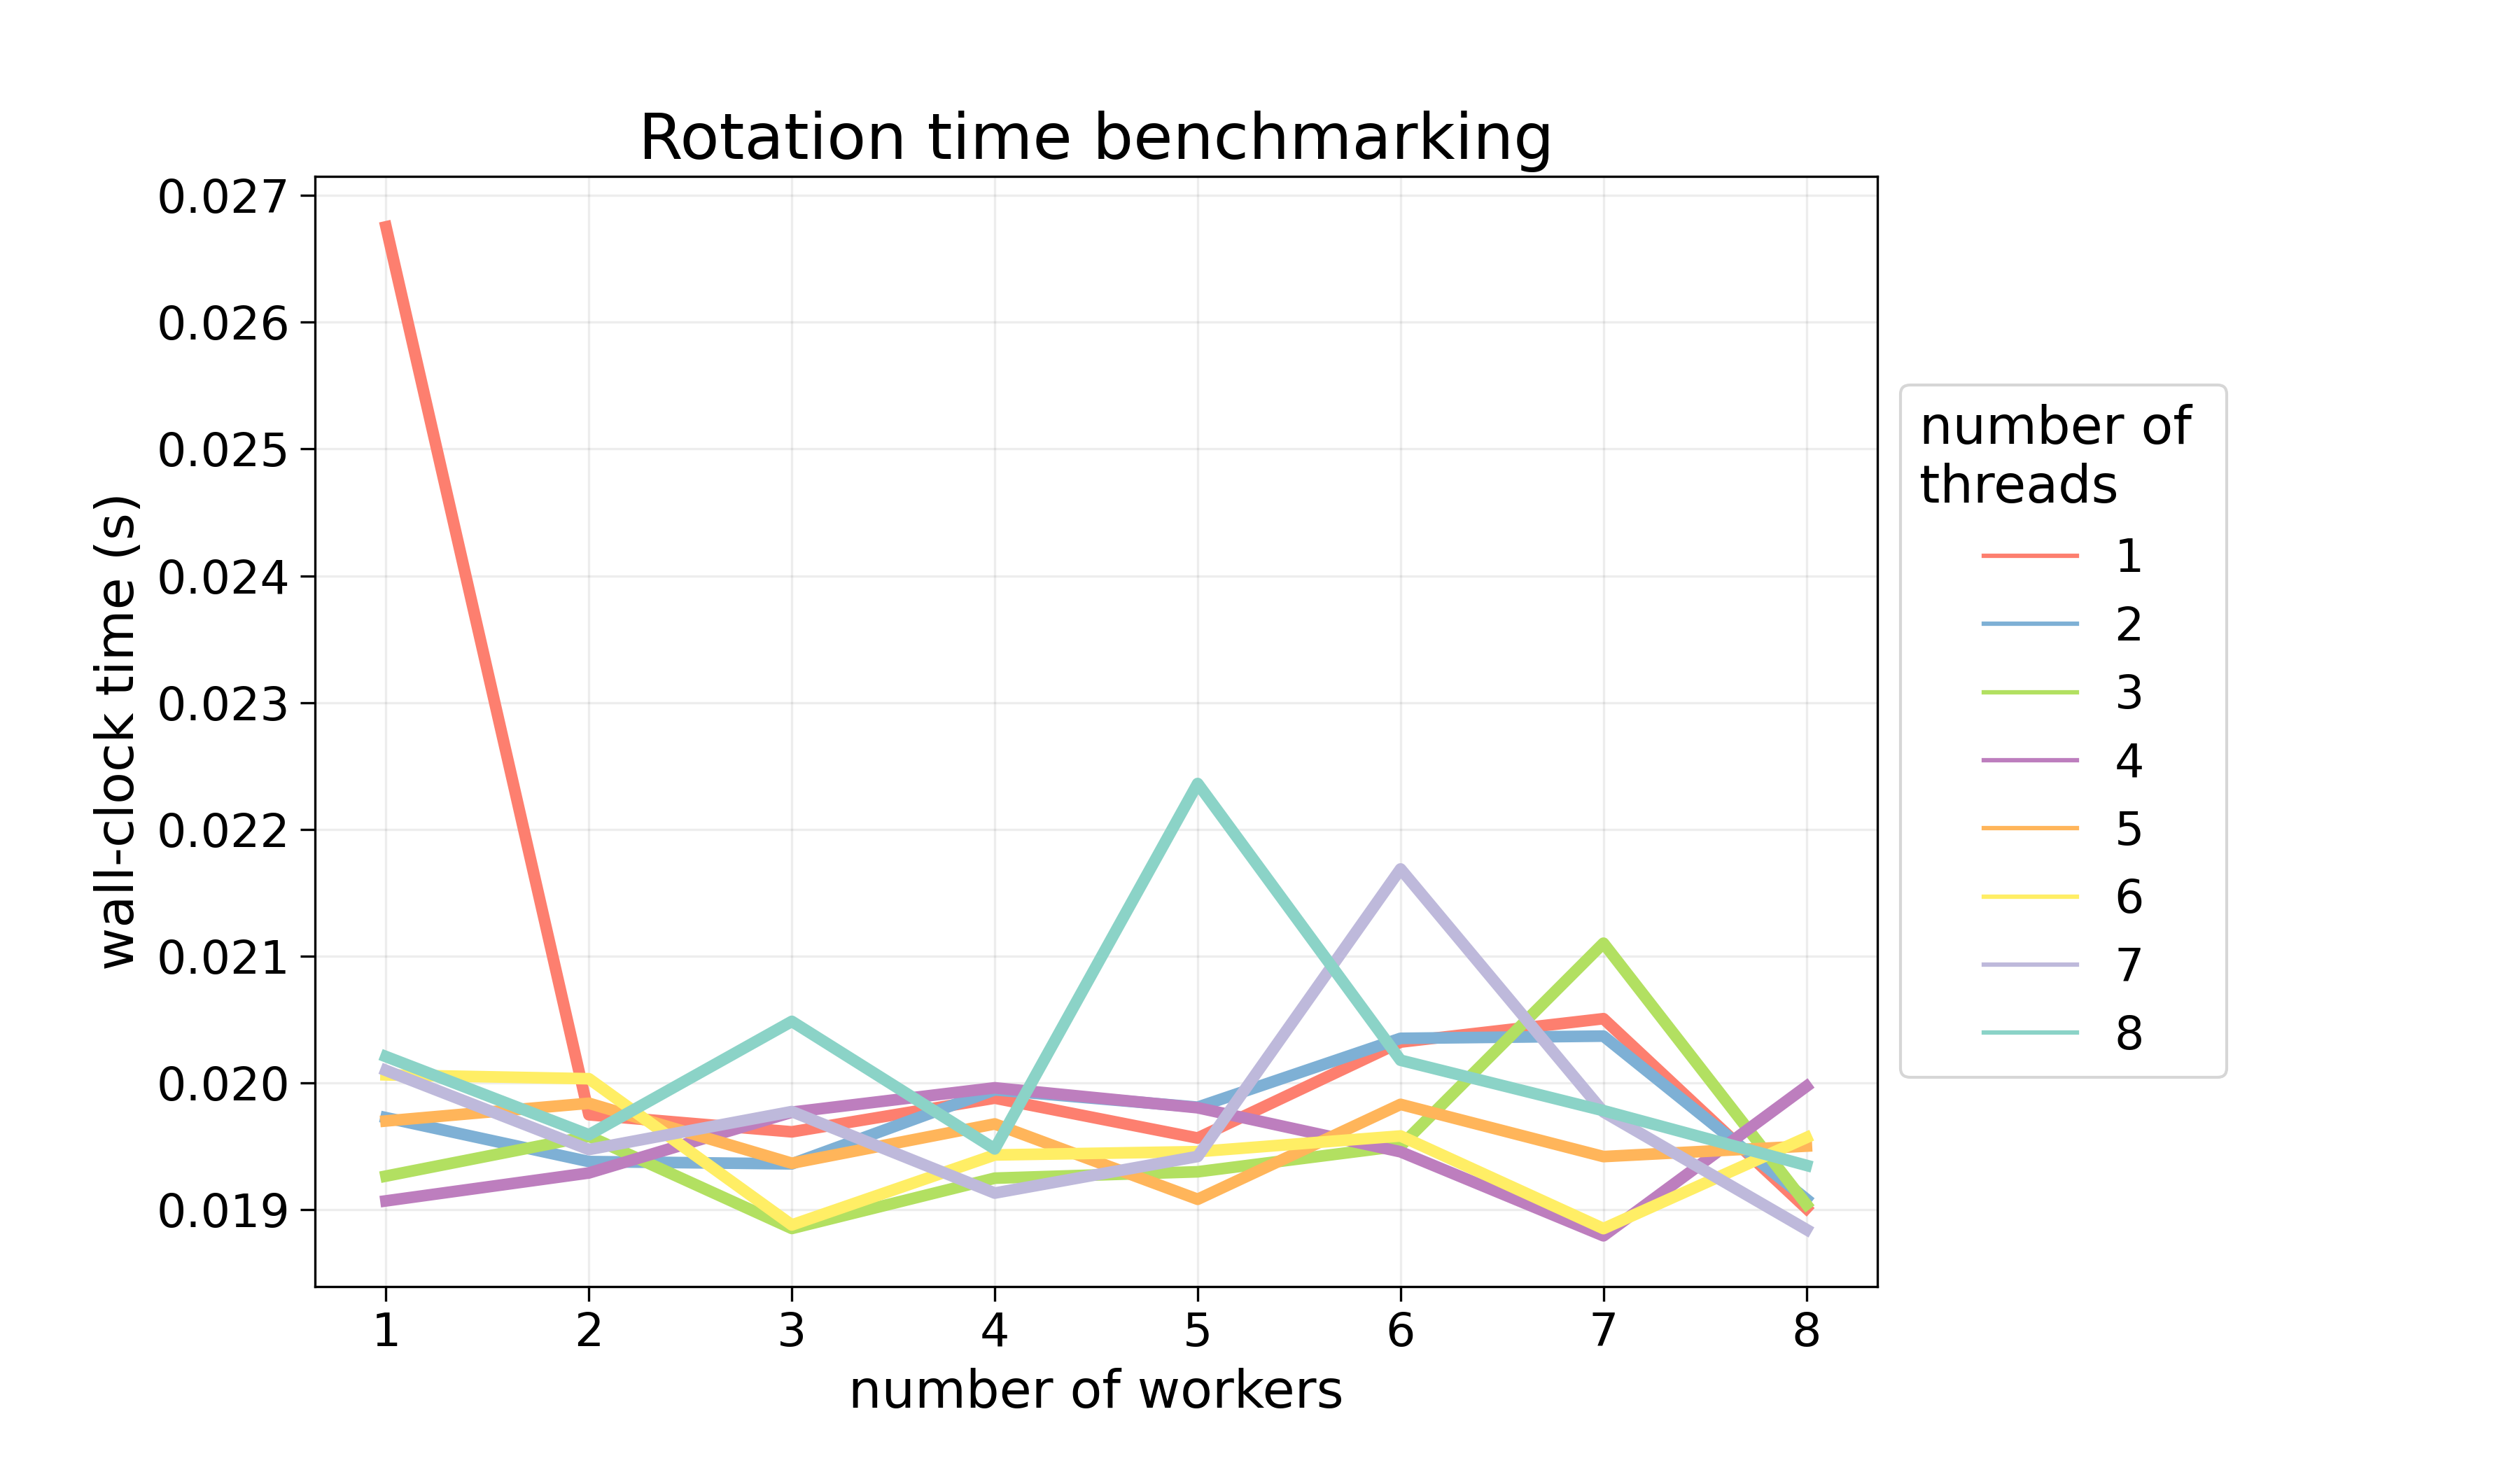 Rotation time benchmarking
0.027
0.026
0.025
0.024
0.023
0.022
0.021
0.020
0.019
wall-clock time (s)
1 2 3 4 5 6 7 8
number of workers
number of
threads
1
2
3
4
5
6
7
8